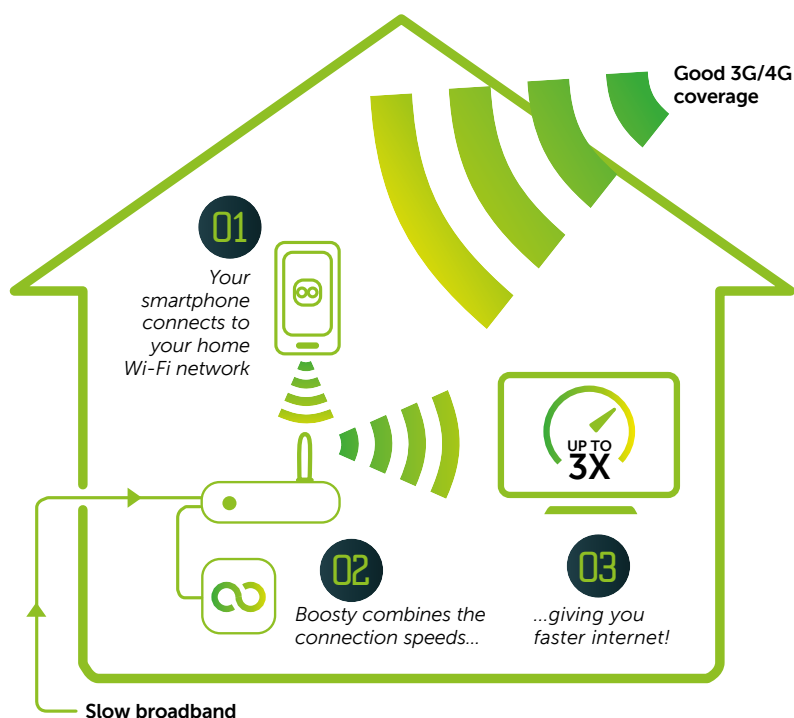 Good 3G/4G
coverage
01
Your
smartphone
connects to
your home
Wi-Fi network
UP TO
3X
02
Boosty combines the
connection speeds...
03
...giving you
faster internet!
Slow broadband